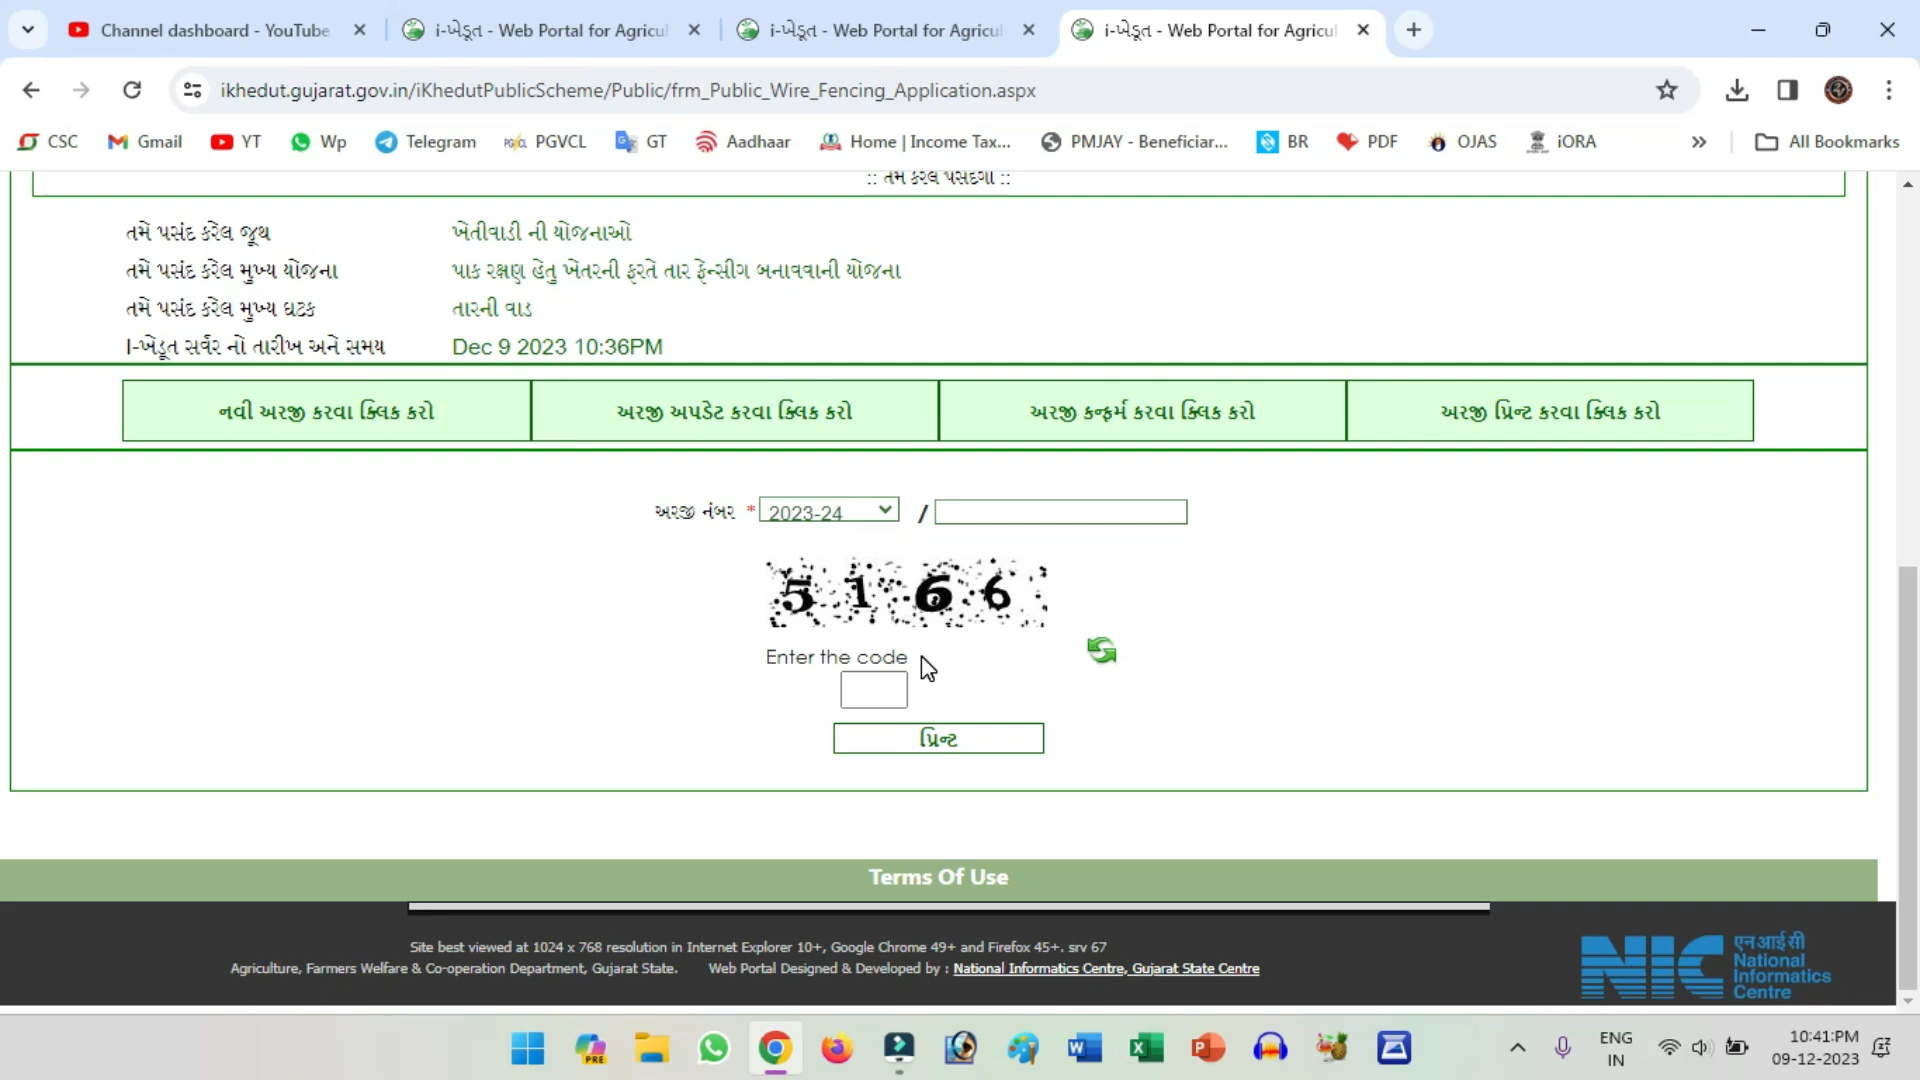 Channel dashboard - YouTube
i-ખેડૂત - Web Portal for Agricul
i-ખેડૂત - Web Portal for Agricul
i-ખેડૂત - Web Portal for Agricul
ikhedut.gujarat.gov.in/iKhedutPublicScheme/Public/frm_Public_Wire_Fencing_Application.aspx
CSC Gmail YT Wp Telegram PGVCL GT Aadhaar Home | Income Tax... PMJAY - Beneficiar... BR PDF OJAS iORA » All Bookmarks
:: તમે કરેલ પસંદગી ::
તમે પસંદ કરેલ જૂથ ખેતીવાડી ની યોજનાઓ
તમે પસંદ કરેલ મુખ્ય યોજના પાક રક્ષણ હેતુ ખેતરની ફરતે તાર ફેન્સીંગ બનાવવાની યોજના
તમે પસંદ કરેલ મુખ્ય ઘટક તારની વાડ
I-ખેડૂત સર્વર નો તારીખ અને સમય Dec 9 2023 10:36PM
નવી અરજી કરવા ક્લિક કરો અરજી અપડેટ કરવા ક્લિક કરો અરજી કન્ફર્મ કરવા ક્લિક કરો અરજી પ્રિન્ટ કરવા ક્લિક કરો
અરજી નંબર * 2023-24 /
5 1 6 6
Enter the code
પ્રિન્ટ
Terms Of Use
Site best viewed at 1024 x 768 resolution in Internet Explorer 10+, Google Chrome 49+ and Firefox 45+. srv 67
Agriculture, Farmers Welfare & Co-operation Department, Gujarat State. Web Portal Designed & Developed by : National Informatics Centre, Gujarat State Centre
NIC एनआईसी
National
Informatics
Centre
PRE
ENG
IN
10:41:PM
09-12-2023